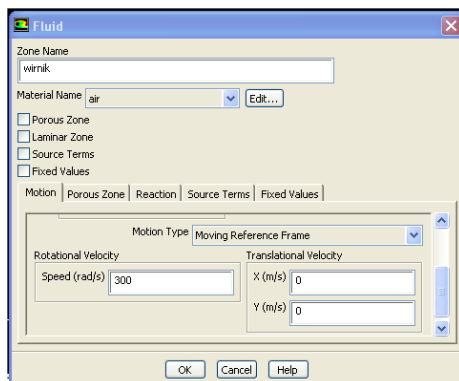 Fluid
Zone Name
wirnik
Material Name air Edit...
Porous Zone
Laminar Zone
Source Terms
Fixed Values
Motion Porous Zone Reaction Source Terms Fixed Values
Motion Type Moving Reference Frame
Rotational Velocity Translational Velocity
Speed (rad/s) 300 X (m/s) 0
Y (m/s) 0
OK Cancel Help